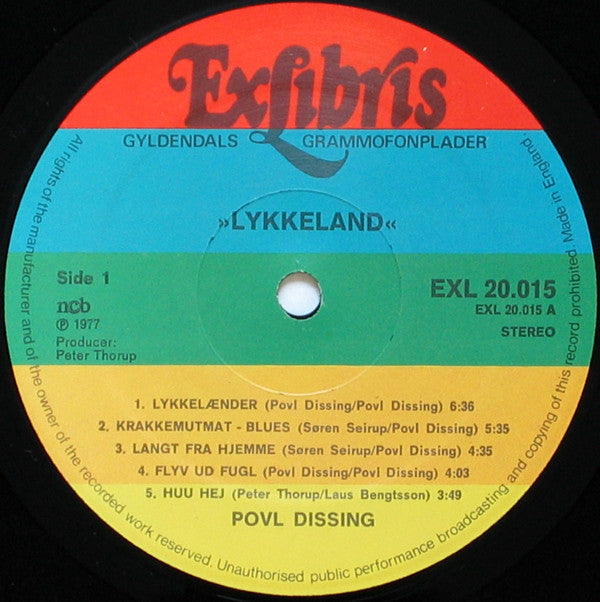 ExLibris
GYLDENDALS GRAMMOFONPLADER
»LYKKELAND«
Side 1
ncb
℗ 1977
Producer:
Peter Thorup
EXL 20.015
EXL 20.015 A
STEREO
1. LYKKELÆNDER (Povl Dissing/Povl Dissing) 6:36
2. KRAKKEMUTMAT - BLUES (Søren Seirup/Povl Dissing) 5:35
3. LANGT FRA HJEMME (Søren Seirup/Povl Dissing) 4:35
4. FLYV UD FUGL (Povl Dissing/Povl Dissing) 4:03
5. HUU HEJ (Peter Thorup/Laus Bengtsson) 3:49
POVL DISSING
All rights of the manufacturer and of the owner of the recorded work reserved. Unauthorised public performance broadcasting and copying of this record prohibited. Made in England.